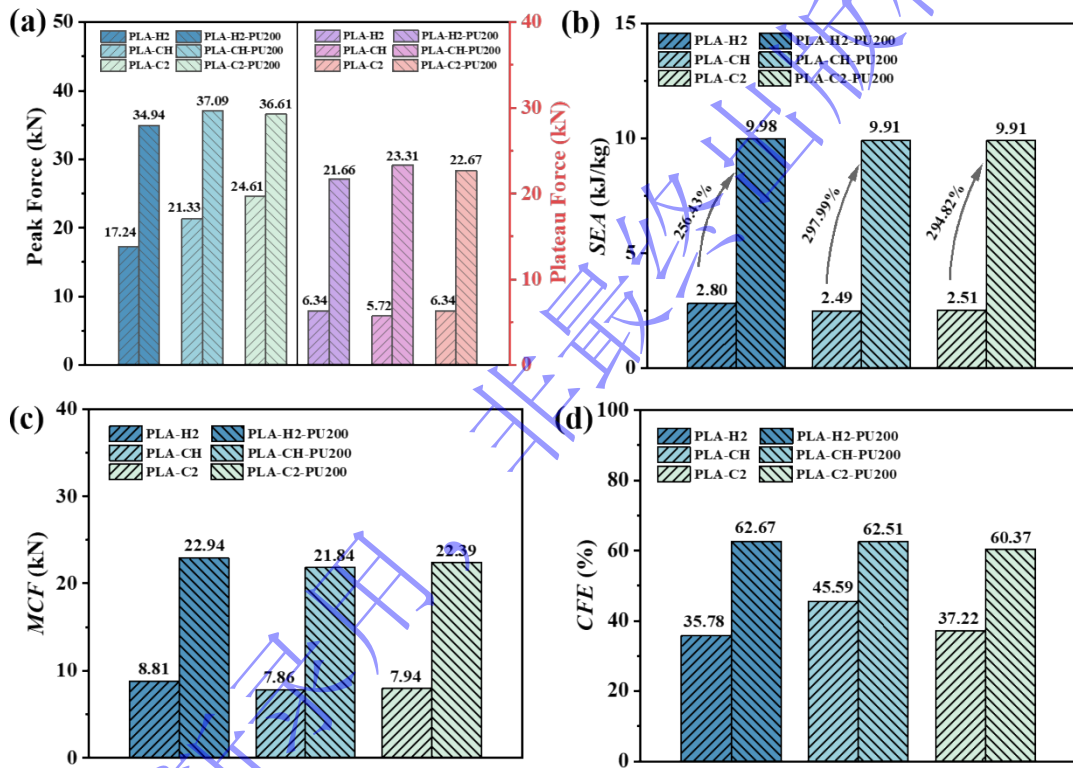 (a)
50
40
30
20
10
0
Peak Force (kN)
PLA-H2 PLA-H2-PU200
PLA-CH PLA-CH-PU200
PLA-C2 PLA-C2-PU200
PLA-H2 PLA-H2-PU200
PLA-CH PLA-CH-PU200
PLA-C2 PLA-C2-PU200
17.24 34.94 21.33 37.09 24.61 36.61
6.34 21.66 5.72 23.31 6.34 22.67
40
30
20
10
0
Plateau Force (kN)
(b)
15
10
5
0
SEA (kJ/kg)
PLA-H2 PLA-H2-PU200
PLA-CH PLA-CH-PU200
PLA-C2 PLA-C2-PU200
2.80 9.98 2.49 9.91 2.51 9.91
256.43% 297.99% 294.82%
(c)
40
30
20
10
0
MCF (kN)
PLA-H2 PLA-H2-PU200
PLA-CH PLA-CH-PU200
PLA-C2 PLA-C2-PU200
8.81 22.94 7.86 21.84 7.94 22.39
(d)
100
80
60
40
20
0
CFE (%)
PLA-H2 PLA-H2-PU200
PLA-CH PLA-CH-PU200
PLA-C2 PLA-C2-PU200
35.78 62.67 45.59 62.51 37.22 60.37
录用，非最终出版